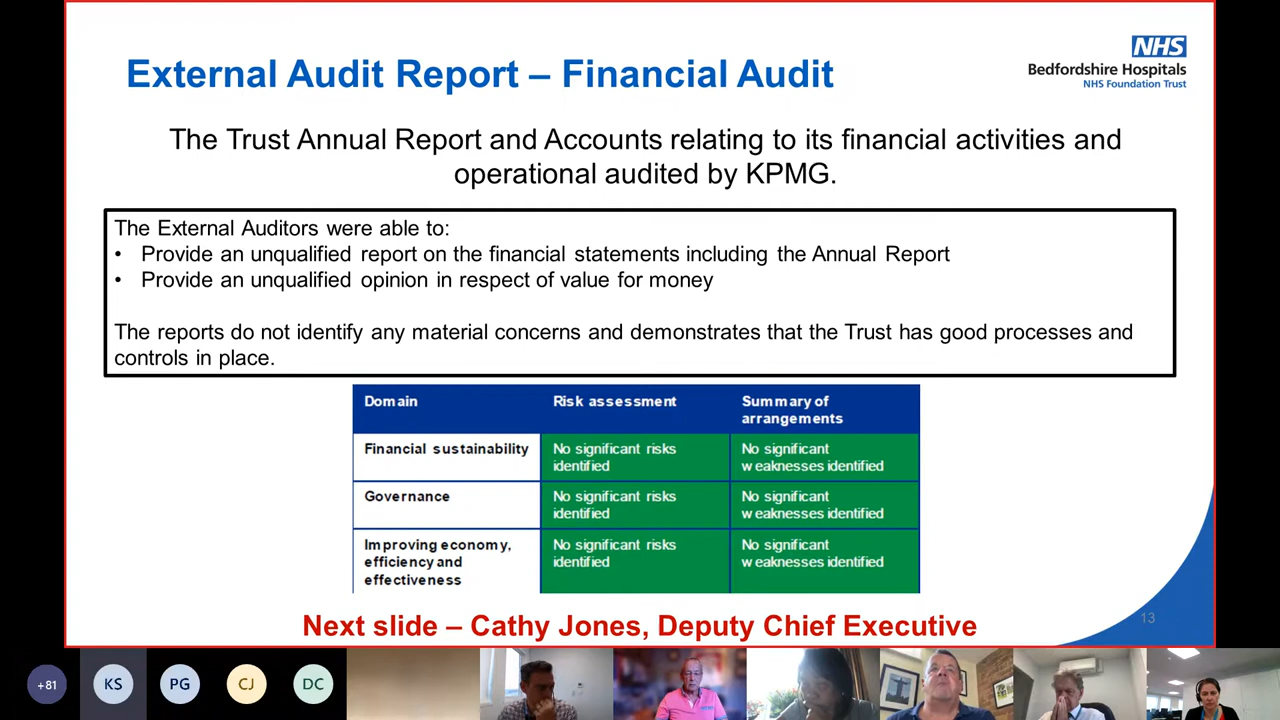 External Audit Report – Financial Audit
NHS
Bedfordshire Hospitals
NHS Foundation Trust
The Trust Annual Report and Accounts relating to its financial activities and
operational audited by KPMG.
The External Auditors were able to:
• Provide an unqualified report on the financial statements including the Annual Report
• Provide an unqualified opinion in respect of value for money
The reports do not identify any material concerns and demonstrates that the Trust has good processes and
controls in place.
Domain
Risk assessment
Summary of
arrangements
Financial sustainability
No significant risks
identified
No significant
weaknesses identified
Governance
No significant risks
identified
No significant
weaknesses identified
Improving economy,
efficiency and
effectiveness
No significant risks
identified
No significant
weaknesses identified
Next slide – Cathy Jones, Deputy Chief Executive
13
+81
KS
PG
CJ
DC
NHS